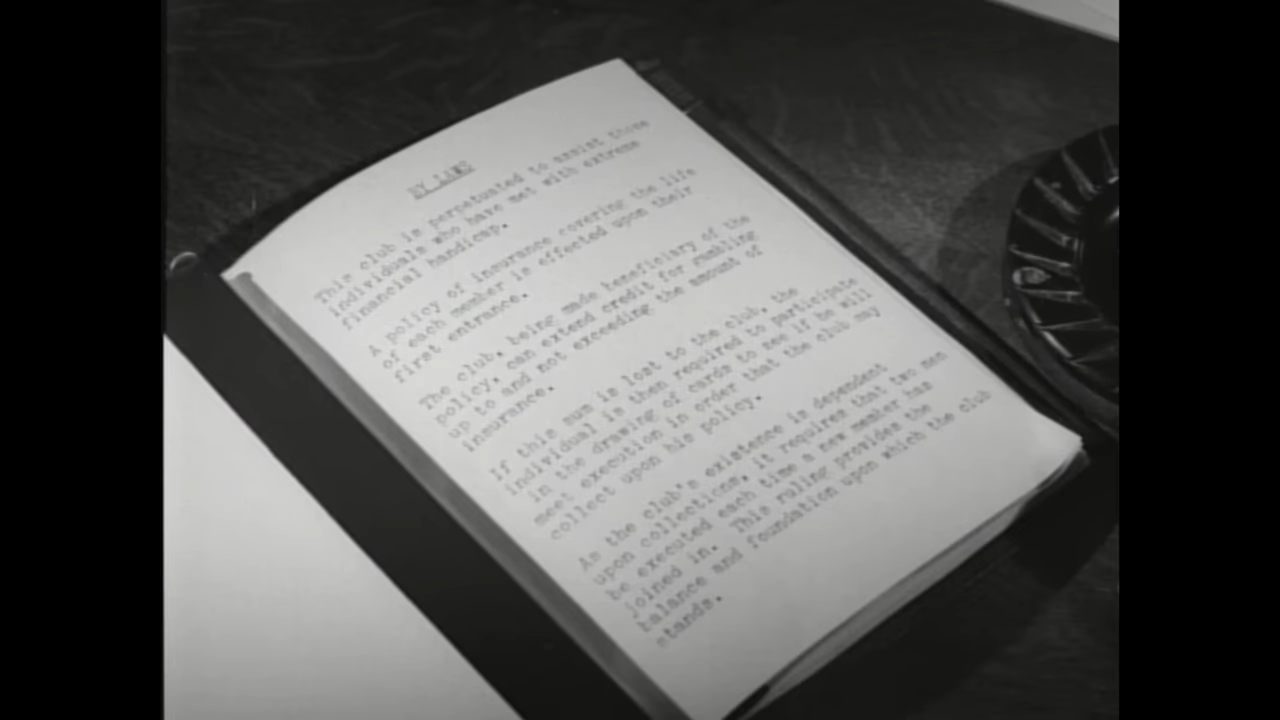 BY LAWS
This club is perpetuated to assist those
individuals who have met with extreme
financial handicap.
A policy of insurance covering the life
of each member is effected upon their
first entrance.
The club, being made beneficiary of the
policy, can extend credit for gambling
up to and not exceeding the amount of
insurance.
If this sum is lost to the club, the
individual is then required to participate
in the drawing of cards to see if he will
meet execution in order that the club may
collect upon his policy.
As the club's existence is dependent
upon collections, it requires that two men
be executed each time a new member has
joined in. This ruling provides the
balance and foundation upon which the club
stands.